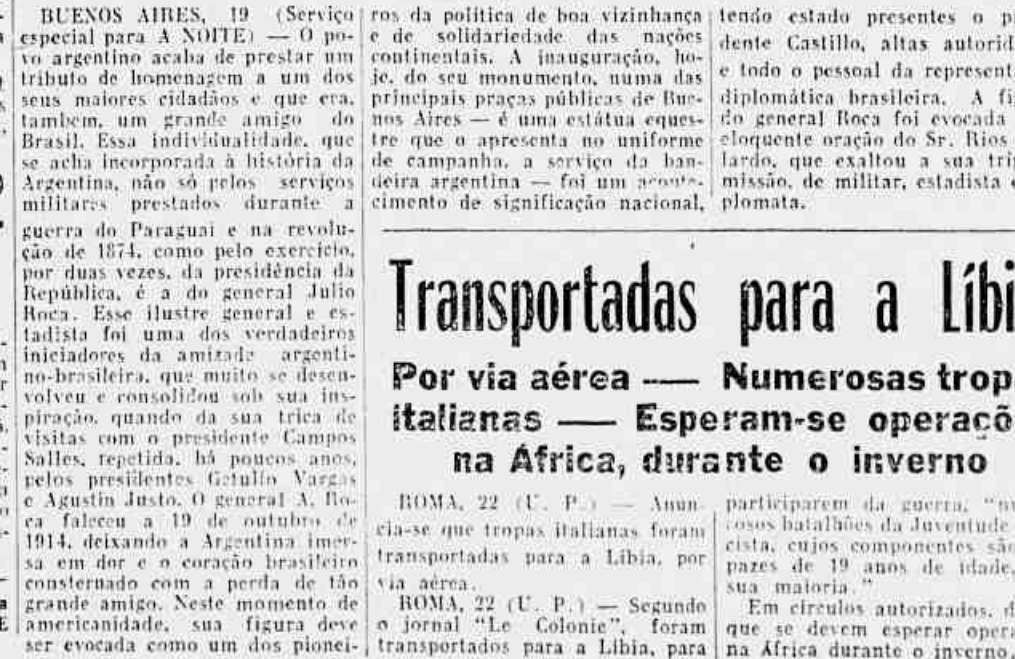 BUENOS AIRES, 19 (Serviço
especial para A NOITE) — O po-
vo argentino acaba de prestar um
tributo de homenagem a um dos
seus maiores cidadãos e que era,
tambem, um grande amigo do
Brasil. Essa individualidade, que
se acha incorporada à história da
Argentina, não só pelos serviços
militares prestados durante a
guerra do Paraguai e na revolu-
ção de 1874, como pelo exercício,
por duas vezes, da presidência da
República, é a do general Julio
Roca. Esse ilustre general e es-
tadista foi uma dos verdadeiros
iniciadores da amizade argenti-
no-brasileira, que muito se desen-
volveu e consolidou sob sua ins-
piração, quando da sua trica de
visitas com o presidente Campos
Salles, repetida, há poucos anos,
pelos presidentes Getulio Vargas
e Agustin Justo. O general A. Ro-
ca faleceu a 19 de outubro de
1914, deixando a Argentina imer-
sa em dor e o coração brasileiro
consternado com a perda de tão
grande amigo. Neste momento de
americanidade, sua figura deve
ser evocada como um dos pionei-
ros da política de boa vizinhança
e de solidariedade das nações
continentais. A inauguração, ho-
je, do seu monumento, numa das
principais praças públicas de Bue-
nos Aires — é uma estátua eques-
tre que o apresenta no uniforme
de campanha, a serviço da ban-
deira argentina — foi um aconte-
cimento de significação nacional,
tendo estado presentes o p
dente Castillo, altas autorid
e todo o pessoal da represent
diplomática brasileira. A fi
do general Roca foi evocada
eloquente oração do Sr. Rios
lardo, que exaltou a sua tri
missão, de militar, estadista e
plomata.
Transportadas para a Líbi
Por via aérea — Numerosas trop
italianas — Esperam-se operaçõ
na África, durante o inverno
ROMA, 22 (U. P.) — Anun-
cia-se que tropas italianas foram
transportadas para a Líbia, por
via aérea.
ROMA, 22 (U. P.) — Segundo
o jornal "Le Colonie", foram
transportados para a Líbia, para
participarem da guerra, "nu
rosos batalhões da Juventude
cista, cujos componentes são
pazes de 19 anos de idade,
sua maioria."
Em círculos autorizados, d
que se devem esperar opera
na África durante o inverno.